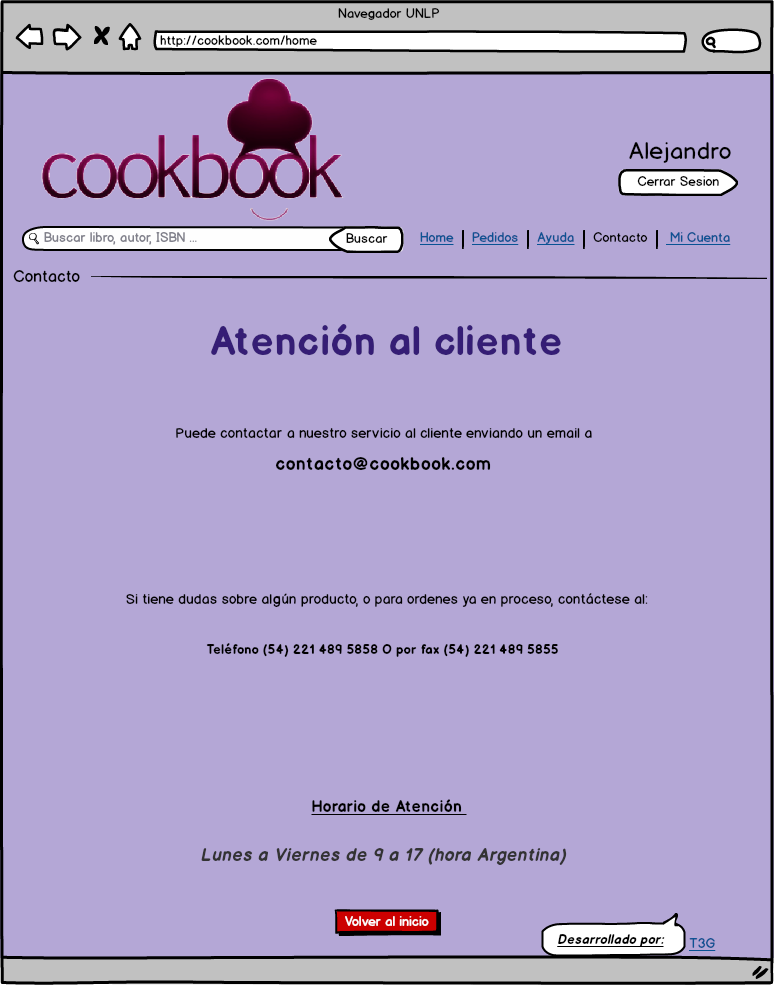 Navegador UNLP
http://cookbook.com/home
cookbook
Alejandro
Cerrar Sesion
Buscar libro, autor, ISBN ... Buscar Home Pedidos Ayuda Contacto Mi Cuenta
Contacto
Atención al cliente
Puede contactar a nuestro servicio al cliente enviando un email a
contacto@cookbook.com
Si tiene dudas sobre algún producto, o para ordenes ya en proceso, contáctese al:
Teléfono (54) 221 489 5858 O por fax (54) 221 489 5855
Horario de Atención
Lunes a Viernes de 9 a 17 (hora Argentina)
Volver al inicio
Desarrollado por: T3G